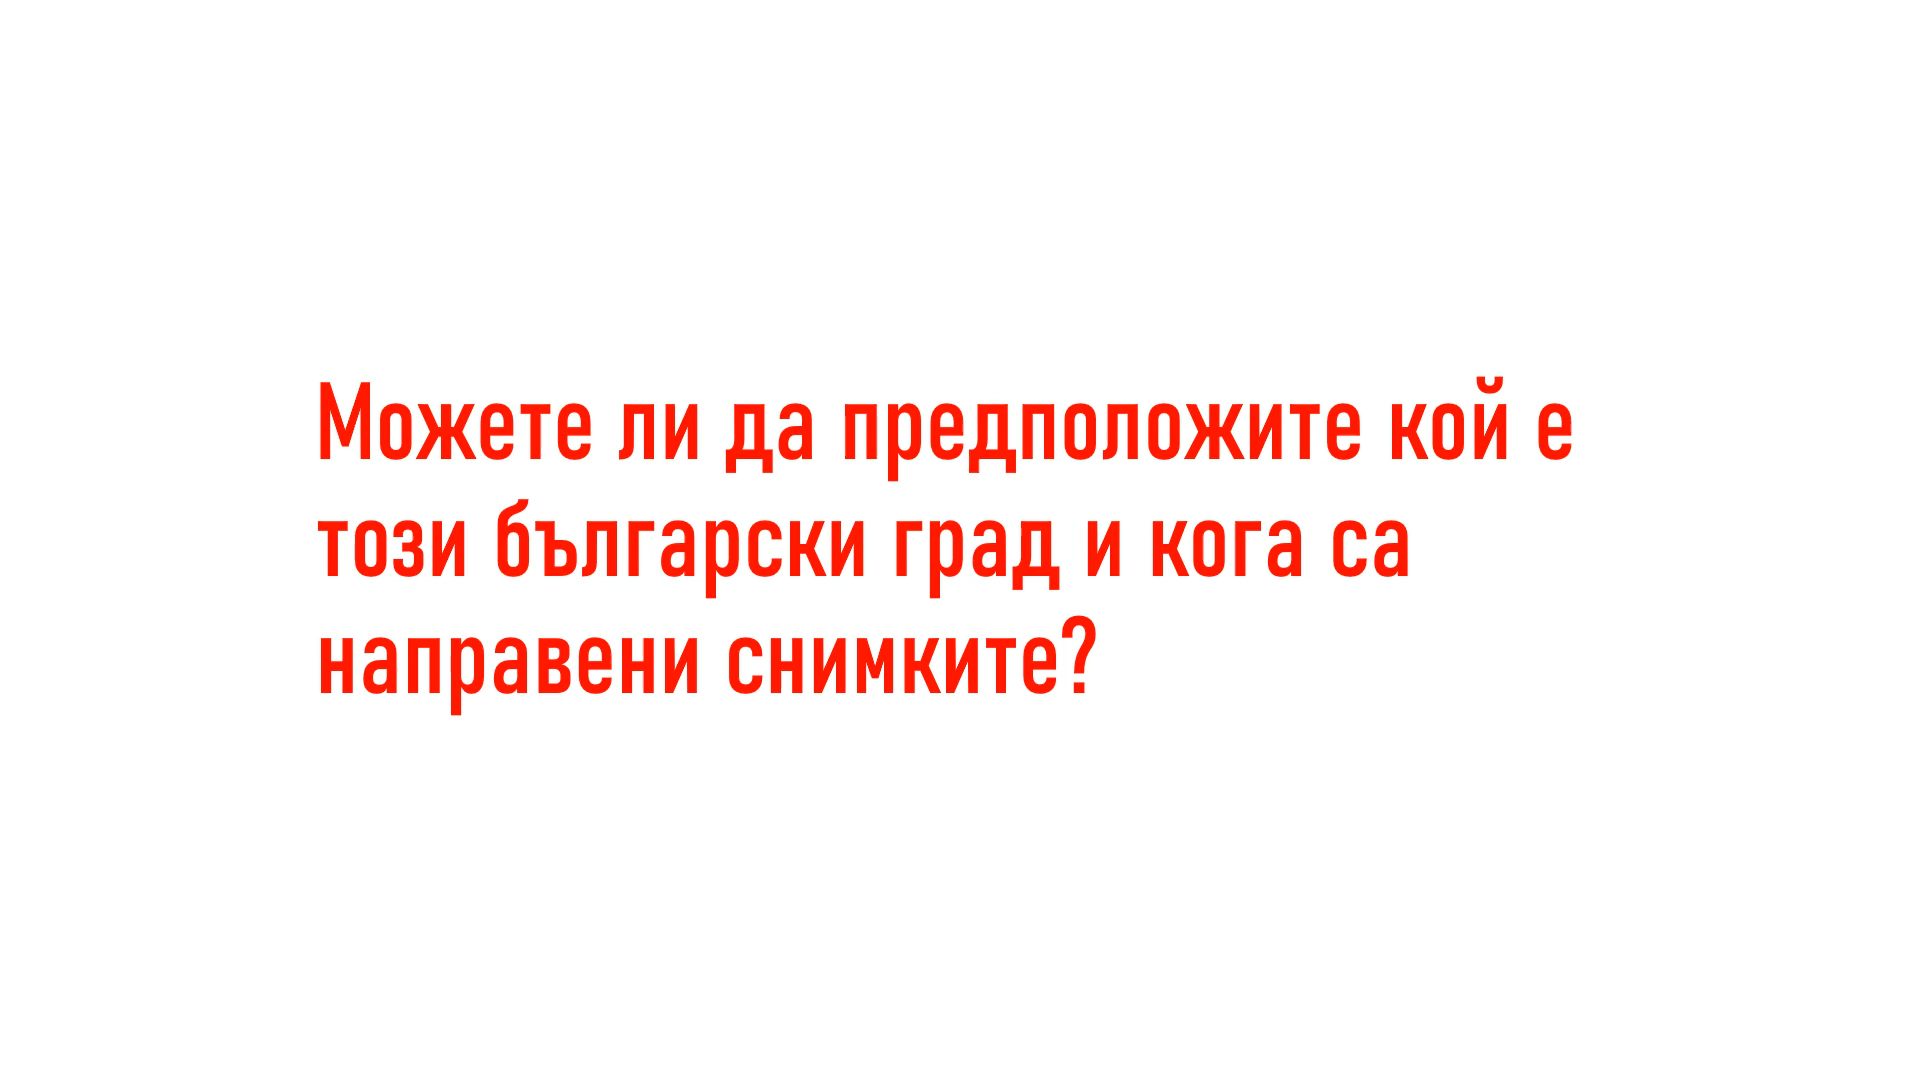 Можете ли да предположите кой е
този български град и кога са
направени снимките?